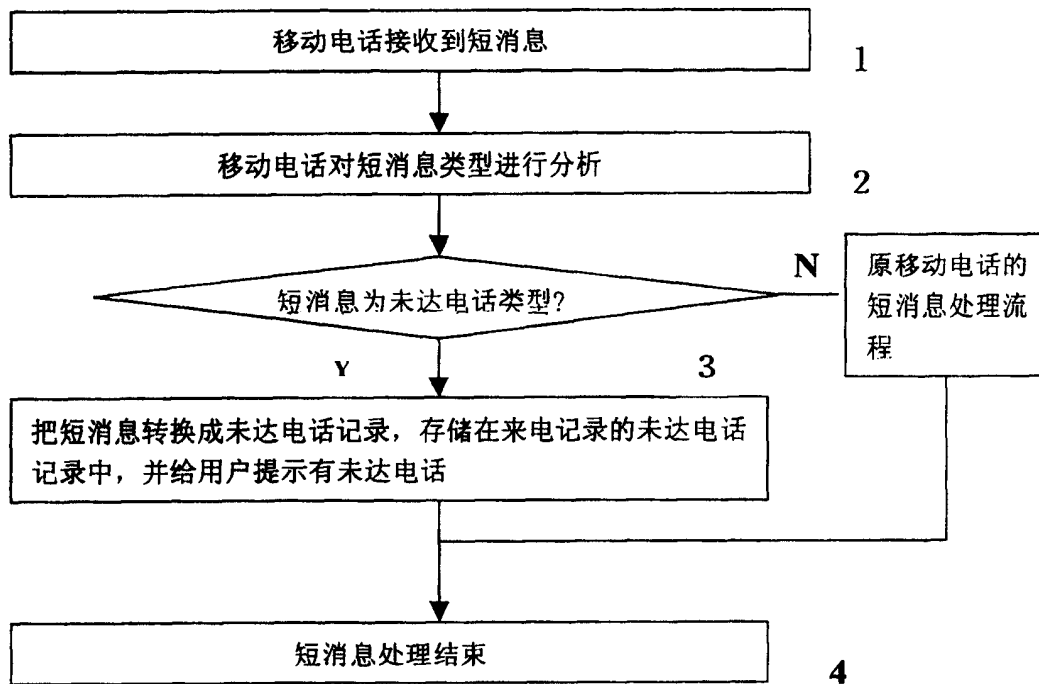 移动电话接收到短消息
1
移动电话对短消息类型进行分析
2
短消息为未达电话类型?
N
原移动电话的
短消息处理流
程
Y
3
把短消息转换成未达电话记录，存储在来电记录的未达电话
记录中，并给用户提示有未达电话
短消息处理结束
4